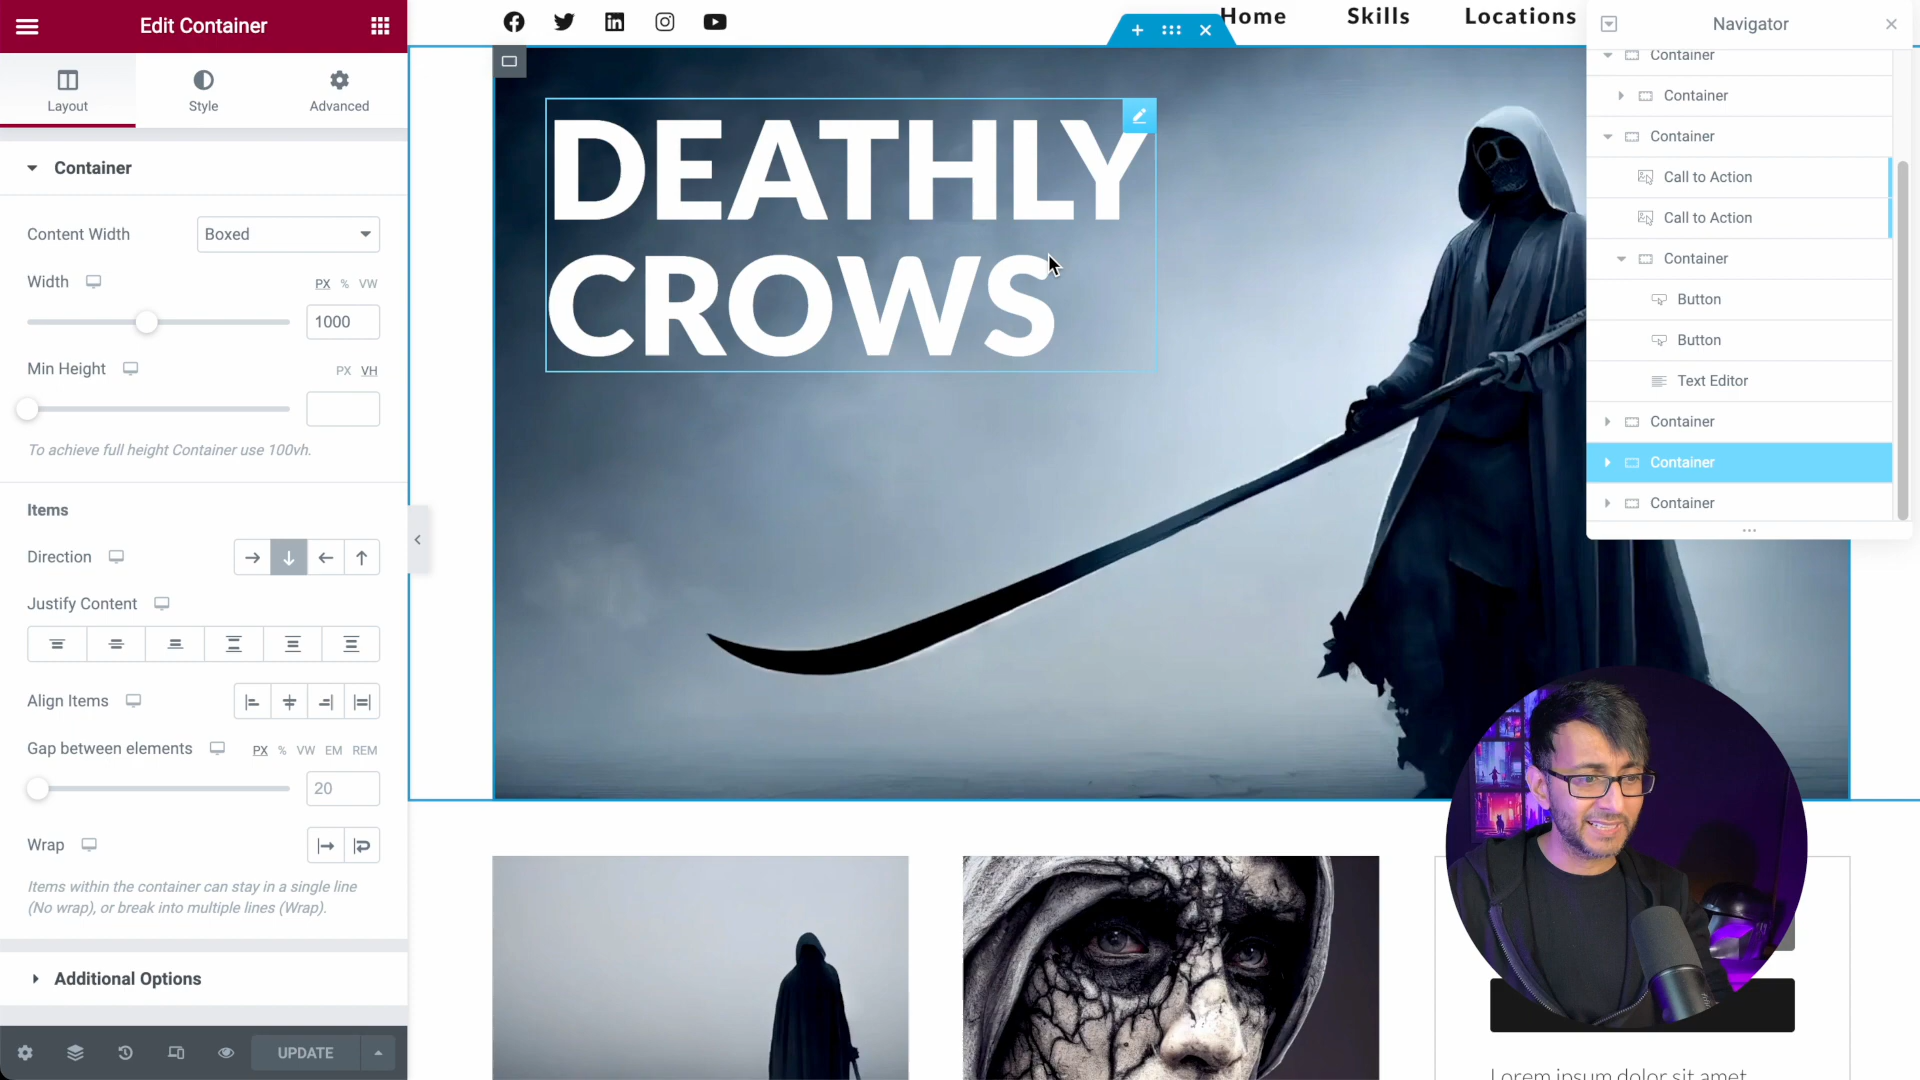 Edit Container
Layout
Style
Advanced
Container
Content Width
Boxed
Width
PX % VW
1000
Min Height
PX VH
To achieve full height Container use 100vh.
Items
Direction
Justify Content
Align Items
Gap between elements
PX % VW EM REM
20
Wrap
Items within the container can stay in a single line
(No wrap), or break into multiple lines (Wrap).
Additional Options
UPDATE
Home
Skills
Locations
DEATHLY
CROWS
Lorem ipsum dolor sit amet
Navigator
Container
Container
Container
Call to Action
Call to Action
Container
Button
Button
Text Editor
Container
Container
Container